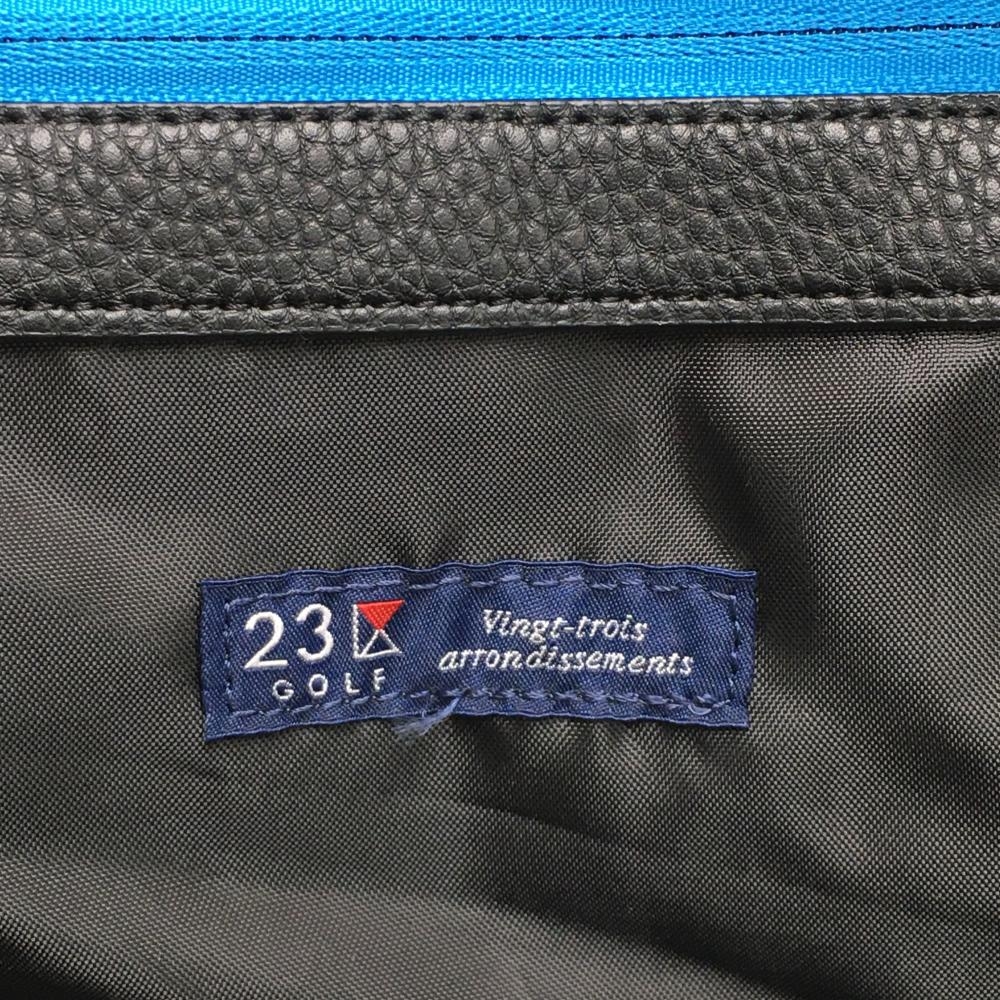 23
GOLF
Vingt-trois
arrondissements